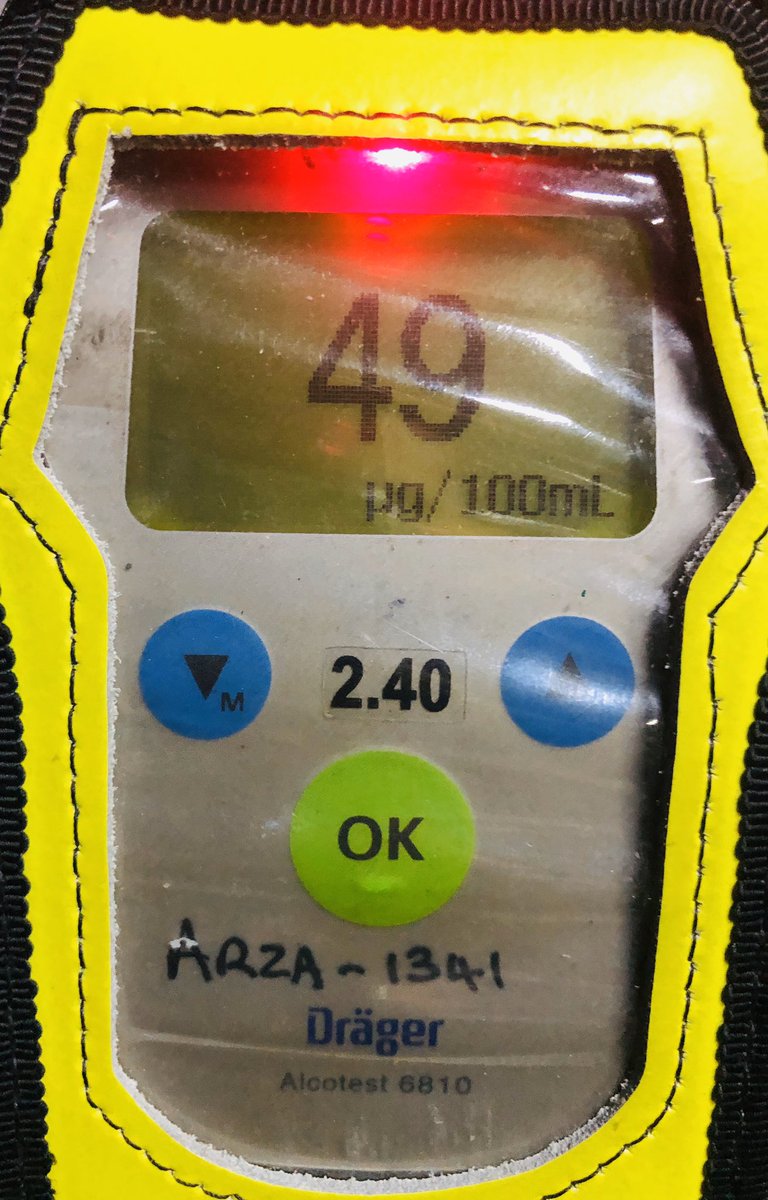 49
µg/100mL
M
2.40
OK
ARZA-1341
Dräger
Alcotest 6810